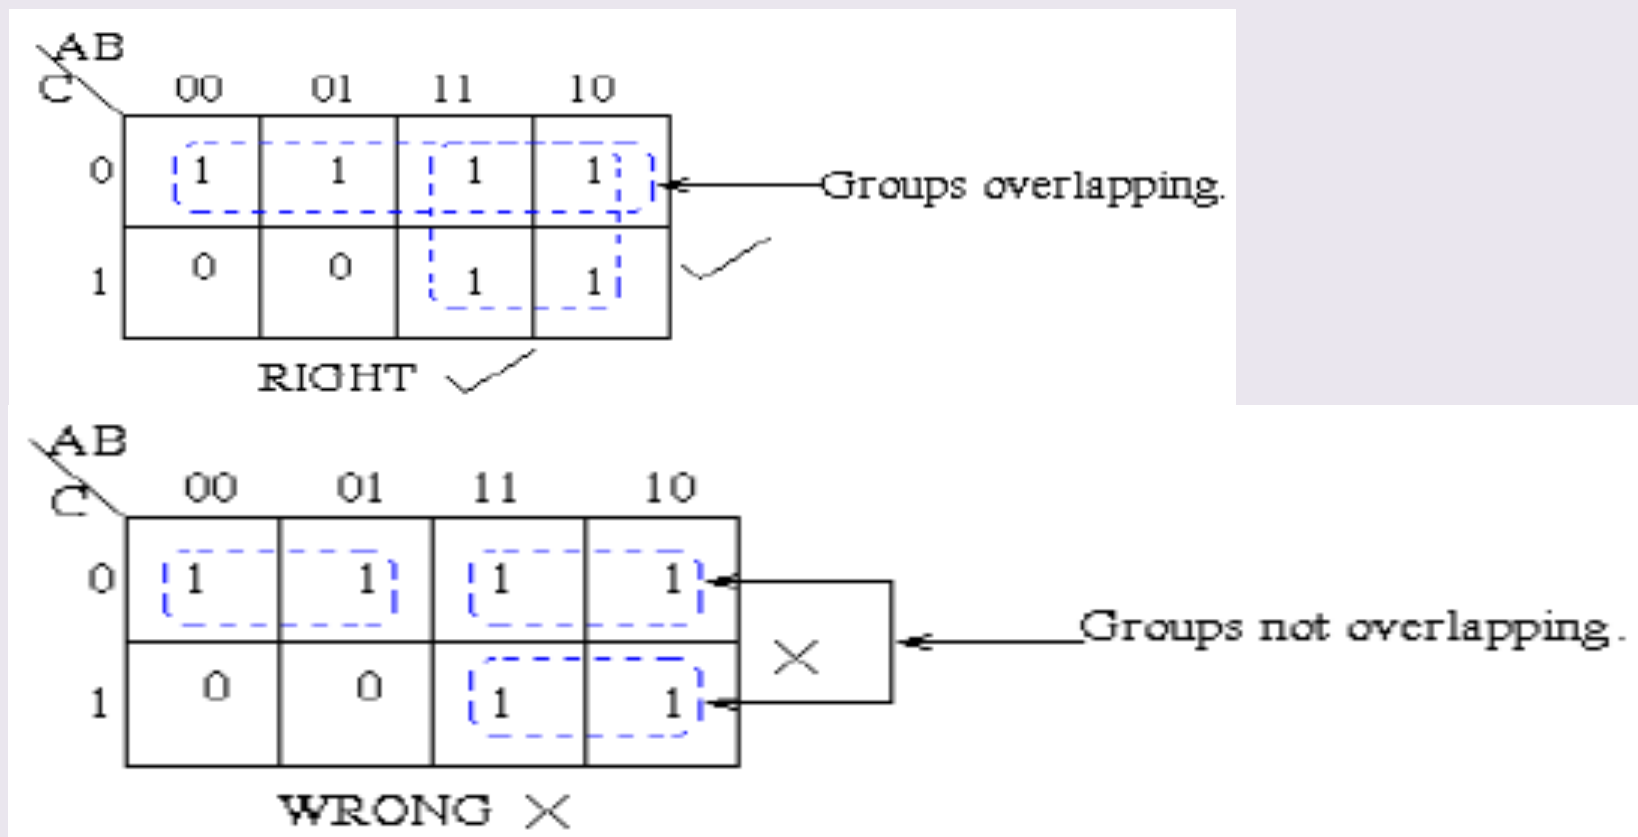 AB
C 00 01 11 10
0 1 1 1 1 Groups overlapping.
1 0 0 1 1
RIGHT
AB
C 00 01 11 10
0 1 1 1 1
Groups not overlapping.
1 0 0 1 1
WRONG